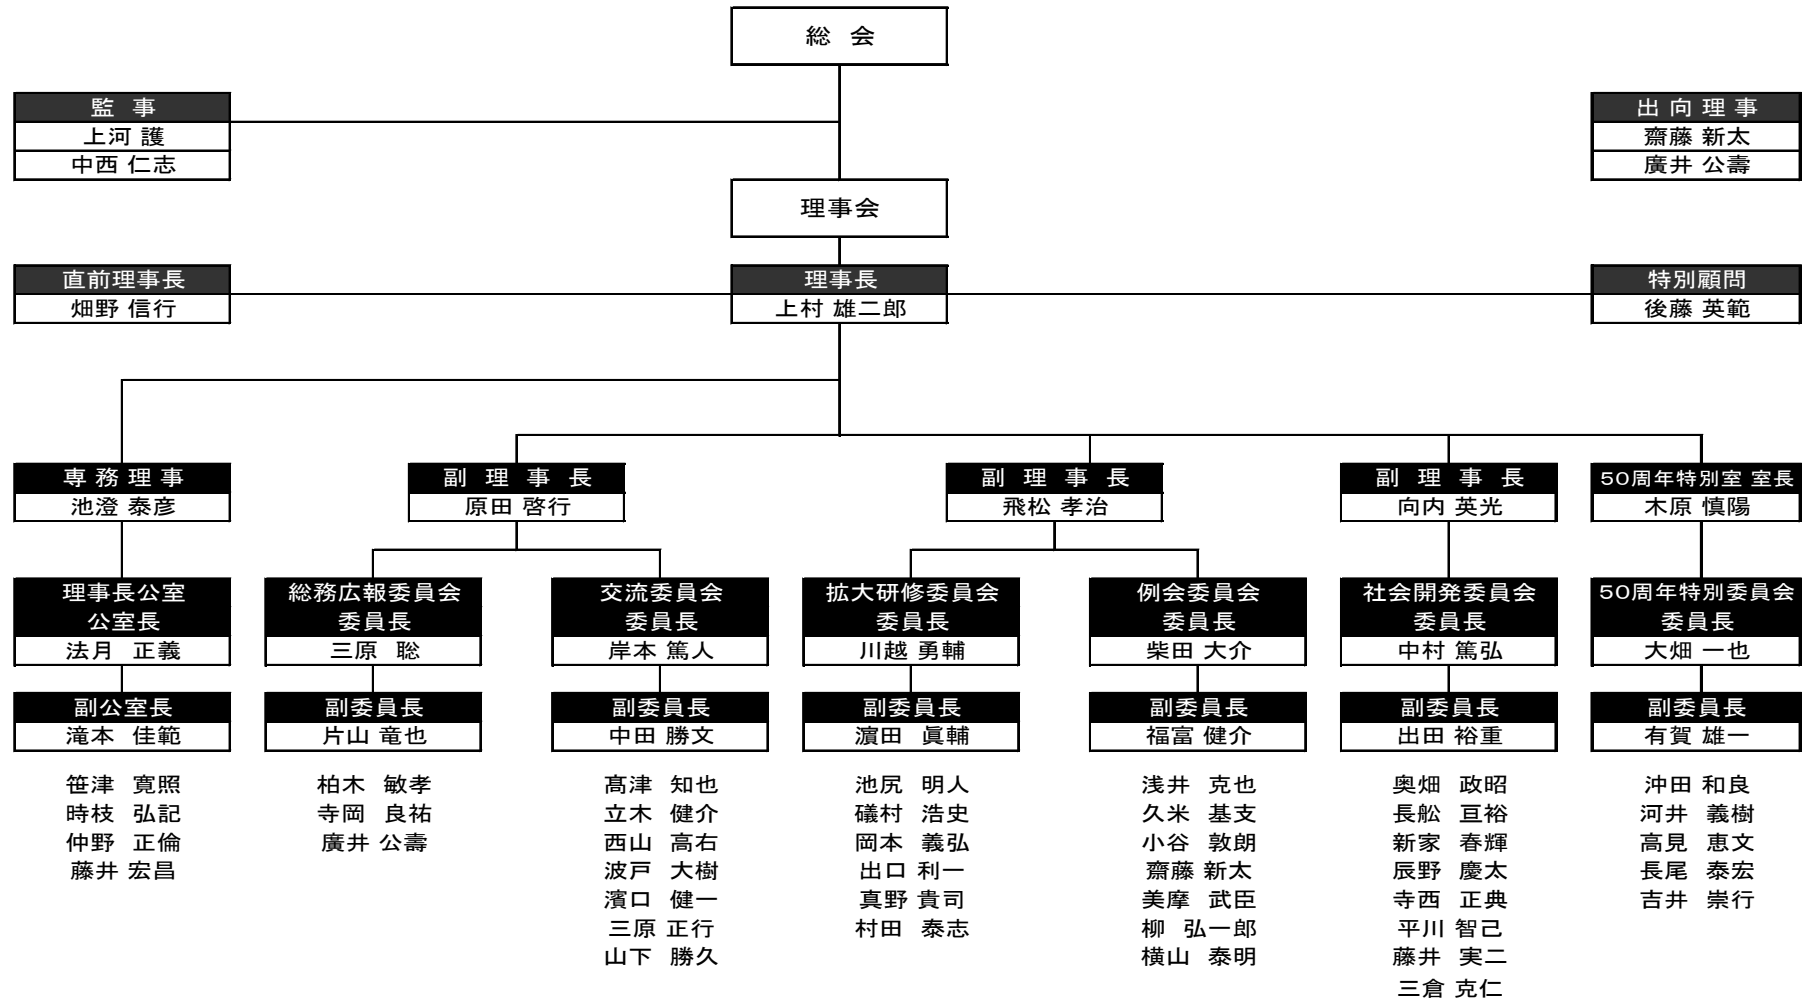 総 会
監 事
上河 護
中西 仁志
出 向 理 事
齋藤 新太
廣井 公壽
理事会
直前理事長
畑野 信行
理事長
上村 雄二郎
特別顧問
後藤 英範
専 務 理 事
池澄 泰彦
副 理 事 長
原田 啓行
副 理 事 長
飛松 孝治
副 理 事 長
向内 英光
50周年特別室 室長
木原 慎陽
理事長公室
公室長
法月 正義
総務広報委員会
委員長
三原 聡
交流委員会
委員長
岸本 篤人
拡大研修委員会
委員長
川越 勇輔
例会委員会
委員長
柴田 大介
社会開発委員会
委員長
中村 篤弘
50周年特別委員会
委員長
大畑 一也
副公室長
滝本 佳範
副委員長
片山 竜也
副委員長
中田 勝文
副委員長
濵田 眞輔
副委員長
福富 健介
副委員長
出田 裕重
副委員長
有賀 雄一
笹津 寛照
時枝 弘記
仲野 正倫
藤井 宏昌
柏木 敏孝
寺岡 良祐
廣井 公壽
髙津 知也
立木 健介
西山 高右
波戸 大樹
濱口 健一
三原 正行
山下 勝久
池尻 明人
礒村 浩史
岡本 義弘
出口 利一
真野 貴司
村田 泰志
浅井 克也
久米 基支
小谷 敦朗
齋藤 新太
美摩 武臣
柳 弘一郎
横山 泰明
奥畑 政昭
長舩 亘裕
新家 春輝
辰野 慶太
寺西 正典
平川 智己
藤井 実二
三倉 克仁
沖田 和良
河井 義樹
高見 恵文
長尾 泰宏
吉井 崇行